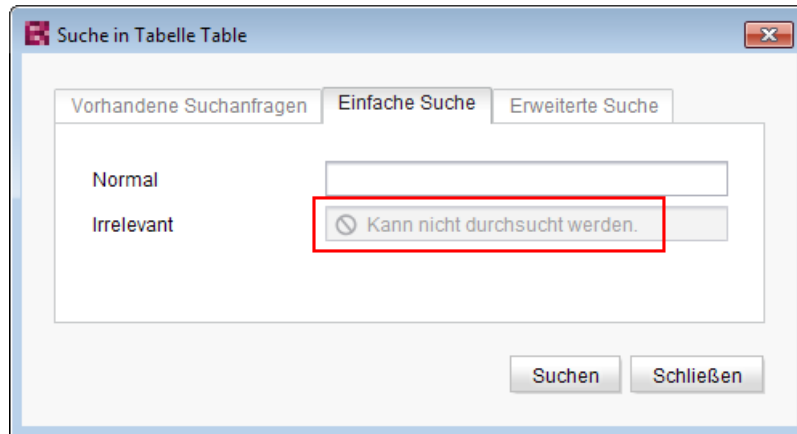 Suche in Tabelle Table
Vorhandene Suchanfragen Einfache Suche Erweiterte Suche
Normal
Irrelevant Kann nicht durchsucht werden.
Suchen Schließen